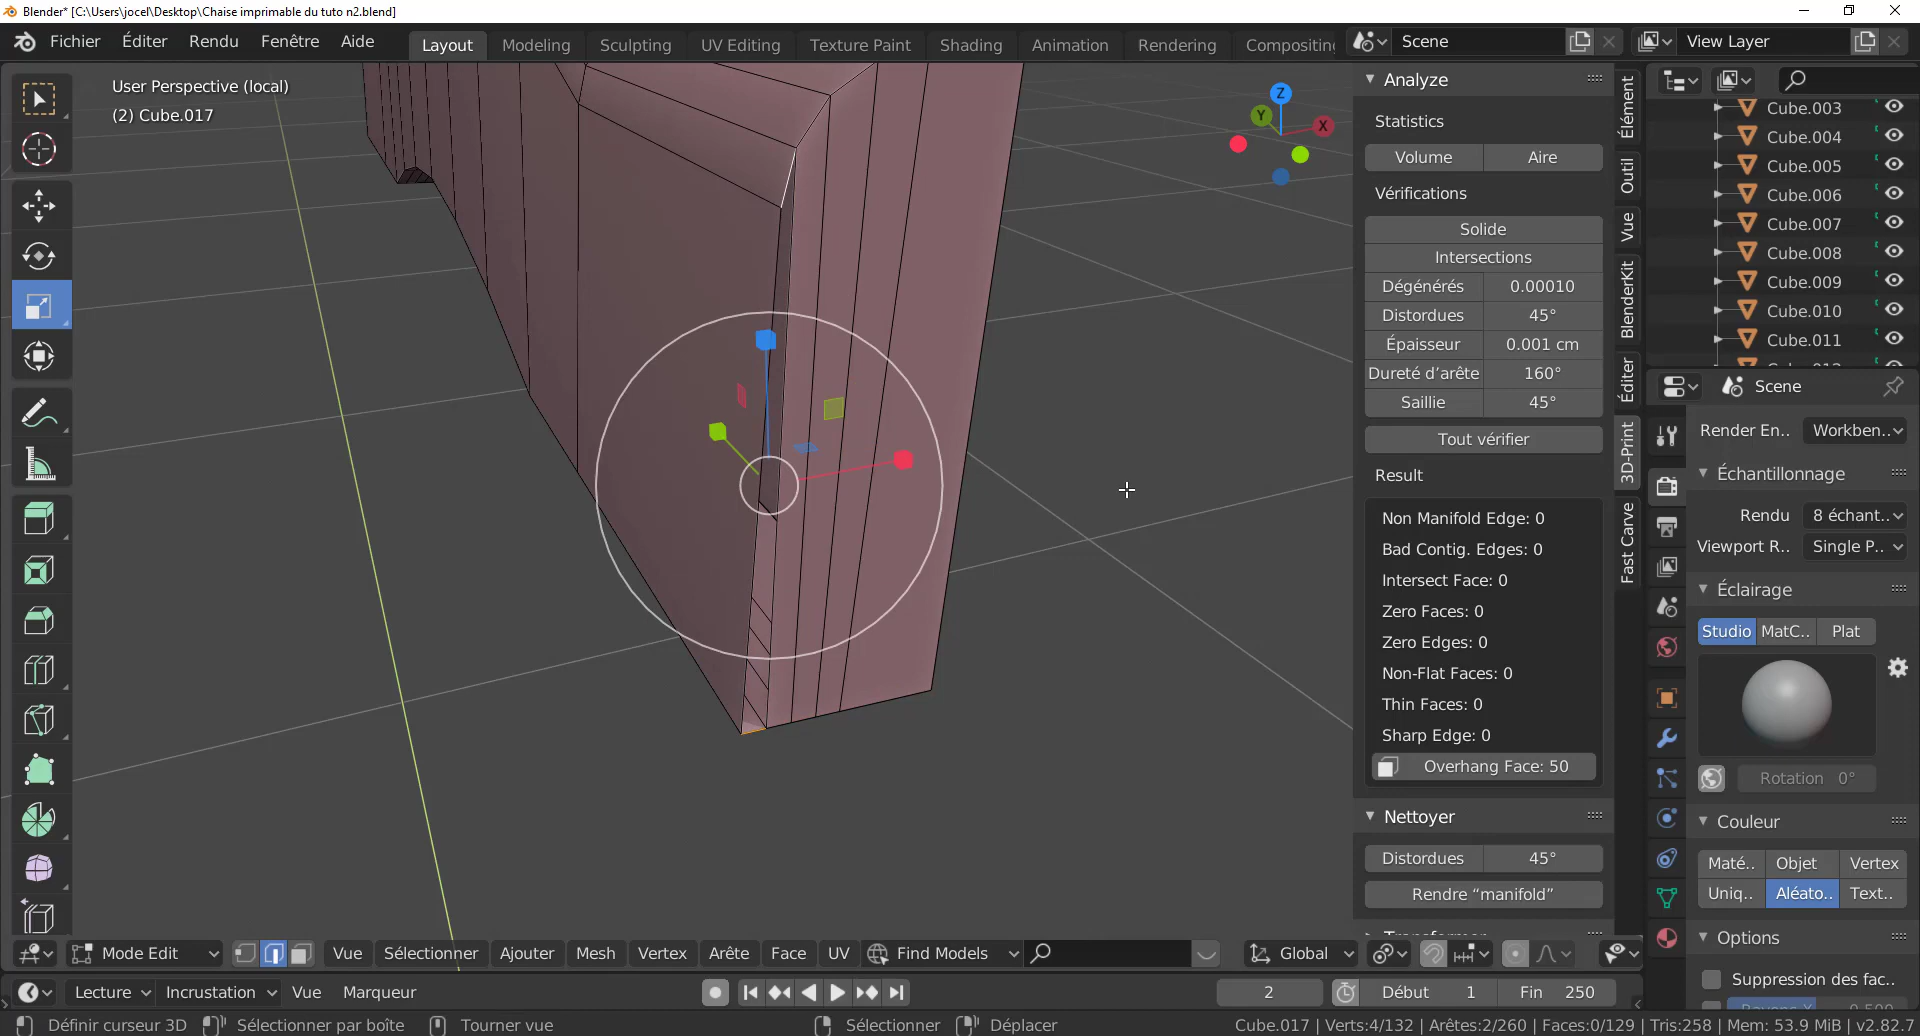 Blender* [C:\Users\jocel\Desktop\Chaise imprimable du tuto n2.blend]
Fichier Éditer Rendu Fenêtre Aide Layout Modeling Sculpting UV Editing Texture Paint Shading Animation Rendering Compositing Scene View Layer
User Perspective (local)
(2) Cube.017
Z
Y
X
Analyze
Statistics
Volume Aire
Vérifications
Solide
Intersections
Dégénérés 0.00010
Distordues 45°
Épaisseur 0.001 cm
Dureté d'arête 160°
Saillie 45°
Tout vérifier
Result
Non Manifold Edge: 0
Bad Contig. Edges: 0
Intersect Face: 0
Zero Faces: 0
Zero Edges: 0
Non-Flat Faces: 0
Thin Faces: 0
Sharp Edge: 0
Overhang Face: 50
Nettoyer
Distordues 45°
Rendre “manifold”
Élément
Outil
Vue
BlenderKit
Éditer
3D-Print
Fast Carve
Cube.003
Cube.004
Cube.005
Cube.006
Cube.007
Cube.008
Cube.009
Cube.010
Cube.011
Scene
Render En.. Workben..
Échantillonnage
Rendu 8 échant..
Viewport R.. Single P..
Éclairage
Studio MatC.. Plat
Rotation 0°
Couleur
Maté.. Objet Vertex
Uniq.. Aléato.. Text..
Options
Suppression des fac..
Mode Edit Vue Sélectionner Ajouter Mesh Vertex Arête Face UV Find Models Global
Lecture Incrustation Vue Marqueur 2 Début 1 Fin 250
Définir curseur 3D Sélectionner par boîte Tourner vue Sélectionner Déplacer Cube.017 | Verts:4/132 | Arêtes:2/260 | Faces:0/129 | Tris:258 | Mem: 53.9 MiB | v2.82.7